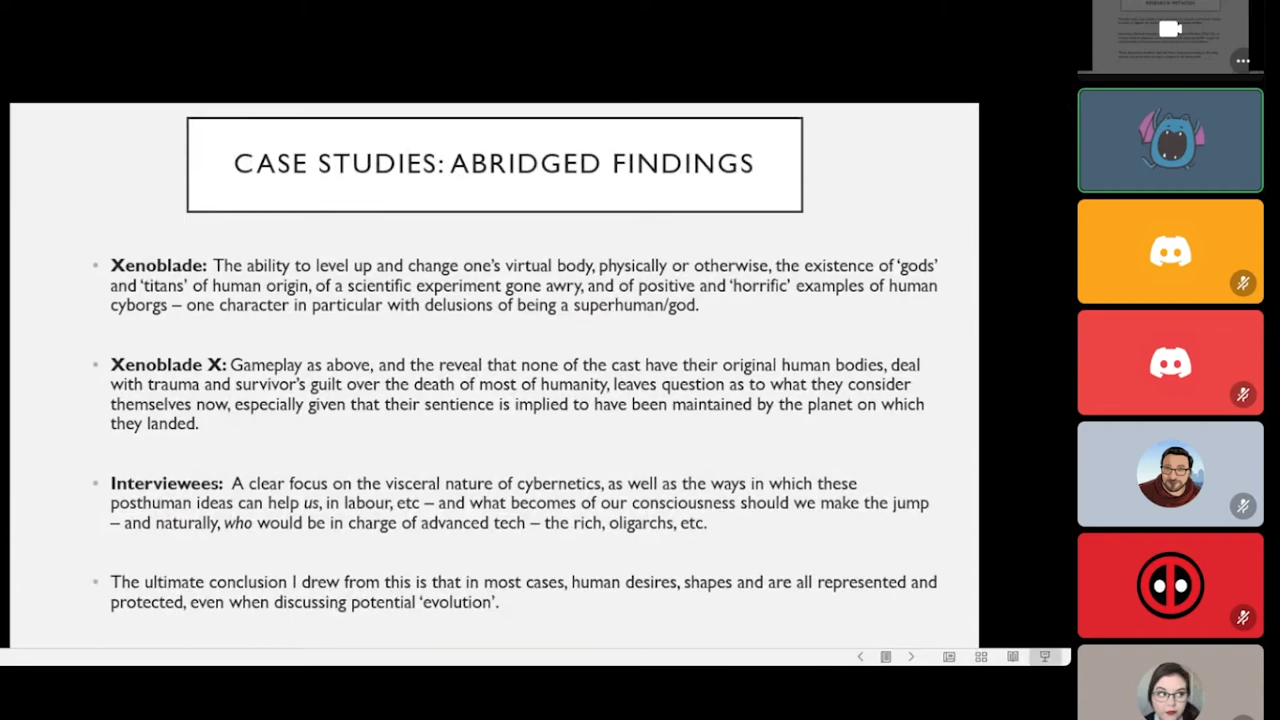 CASE STUDIES: ABRIDGED FINDINGS
• Xenoblade: The ability to level up and change one's virtual body, physically or otherwise, the existence of 'gods'
and 'titans' of human origin, of a scientific experiment gone awry, and of positive and 'horrific' examples of human
cyborgs – one character in particular with delusions of being a superhuman/god.
• Xenoblade X: Gameplay as above, and the reveal that none of the cast have their original human bodies, deal
with trauma and survivor's guilt over the death of most of humanity, leaves question as to what they consider
themselves now, especially given that their sentience is implied to have been maintained by the planet on which
they landed.
• Interviewees: A clear focus on the visceral nature of cybernetics, as well as the ways in which these
posthuman ideas can help us, in labour, etc – and what becomes of our consciousness should we make the jump
– and naturally, who would be in charge of advanced tech – the rich, oligarchs, etc.
• The ultimate conclusion I drew from this is that in most cases, human desires, shapes and are all represented and
protected, even when discussing potential 'evolution'.